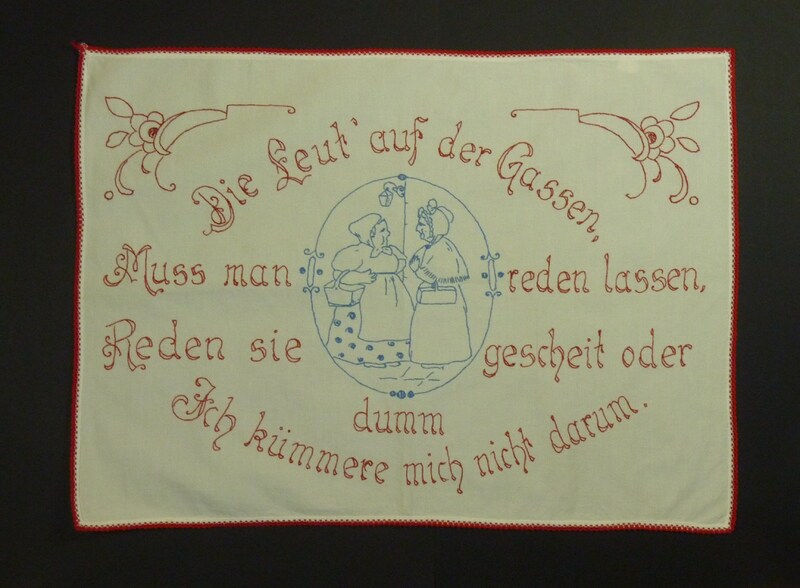 Die Leut' auf der Gassen,
Muss man reden lassen,
Reden sie gescheit oder
dumm
Ich kümmere mich nicht darum.